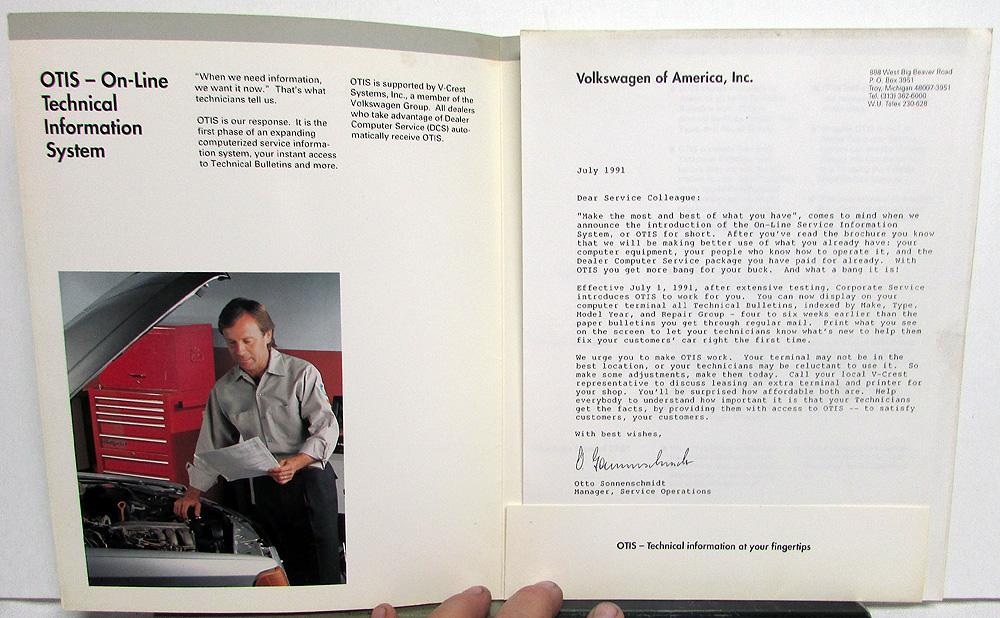 OTIS – On-Line
Technical
Information
System
"When we need information,
we want it now." That's what
technicians tell us.
OTIS is our response. It is the
first phase of an expanding
computerized service informa-
tion system, your instant access
to Technical Bulletins and more.
OTIS is supported by V-Crest
Systems, Inc., a member of the
Volkswagen Group. All dealers
who take advantage of Dealer
Computer Service (DCS) auto-
matically receive OTIS.
Volkswagen of America, Inc.
888 West Big Beaver Road
P. O. Box 3951
Troy, Michigan 48007-3951
Tel. (313) 362-6000
W.U. Telex 230-628
July 1991
Dear Service Colleague:
"Make the most and best of what you have", comes to mind when we
announce the introduction of the On-Line Service Information
System, or OTIS for short. After you've read the brochure you know
that we will be making better use of what you already have: your
computer equipment, your people who know how to operate it, and the
Dealer Computer Service package you have paid for already. With
OTIS you get more bang for your buck. And what a bang it is!
Effective July 1, 1991, after extensive testing, Corporate Service
introduces OTIS to work for you. You can now display on your
computer terminal all Technical Bulletins, indexed by Make, Type,
Model Year, and Repair Group - four to six weeks earlier than the
paper bulletins you get through regular mail. Print what you see
on the screen to let your technicians know what's new to help them
fix your customers' car right the first time.
We urge you to make OTIS work. Your terminal may not be in the
best location, or your technicians may be reluctant to use it. So
make some adjustments, make them today. Call your local V-Crest
representative to discuss leasing an extra terminal and printer for
your shop. You'll be surprised how affordable both are. Help
everybody to understand how important it is that your Technicians
get the facts, by providing them with access to OTIS -- to satisfy
customers, your customers.
With best wishes,
O. Sonnenschmidt
Otto Sonnenschmidt
Manager, Service Operations
OTIS – Technical information at your fingertips